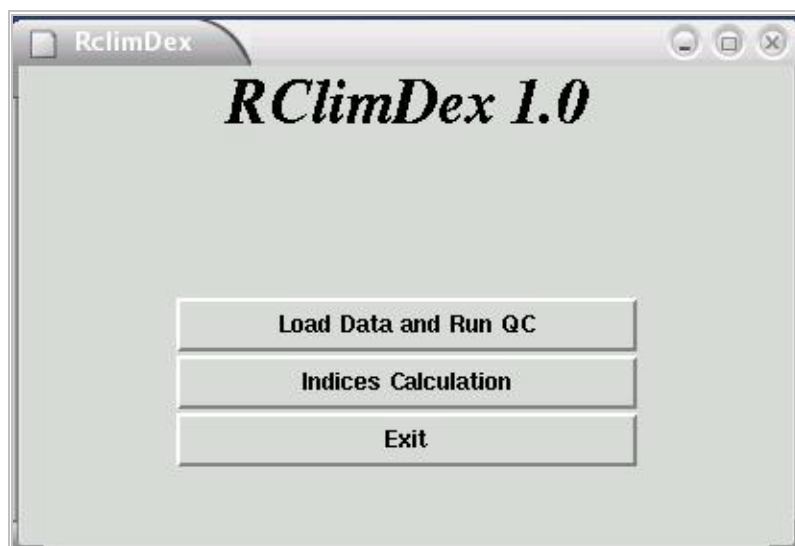 RclimDex
RClimDex 1.0
Load Data and Run QC
Indices Calculation
Exit